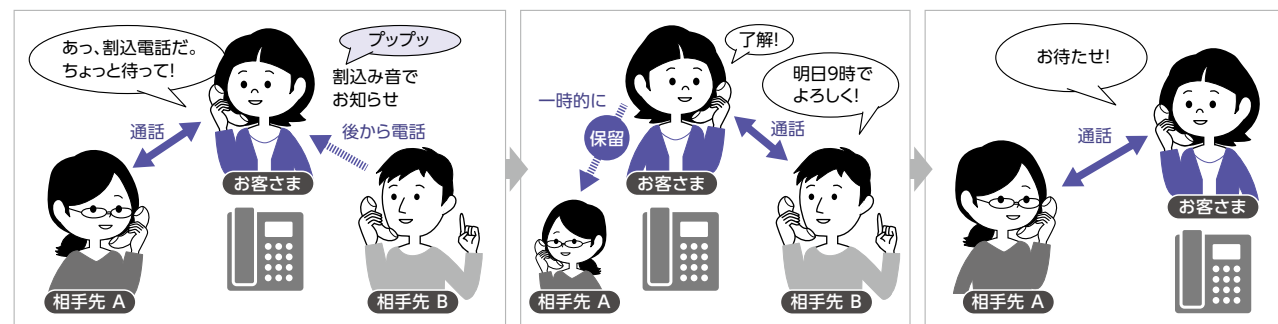 あっ、割込電話だ。
ちょっと待って!
プップッ
割込み音で
お知らせ
通話
後から電話
お客さま
相手先 A
相手先 B
了解!
明日9時で
よろしく!
一時的に
保留
通話
お客さま
相手先 A
相手先 B
お待たせ!
通話
お客さま
相手先 A